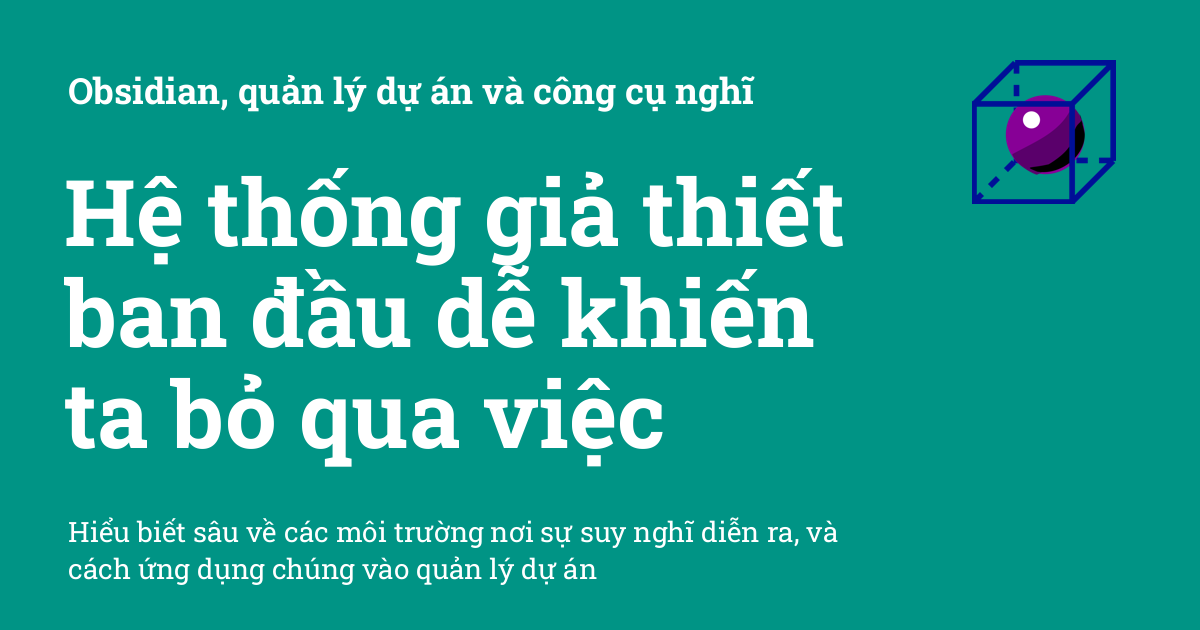 Obsidian, quản lý dự án và công cụ nghĩ
Hệ thống giả thiết
ban đầu dễ khiến
ta bỏ qua việc
Hiểu biết sâu về các môi trường nơi sự suy nghĩ diễn ra, và
cách ứng dụng chúng vào quản lý dự án